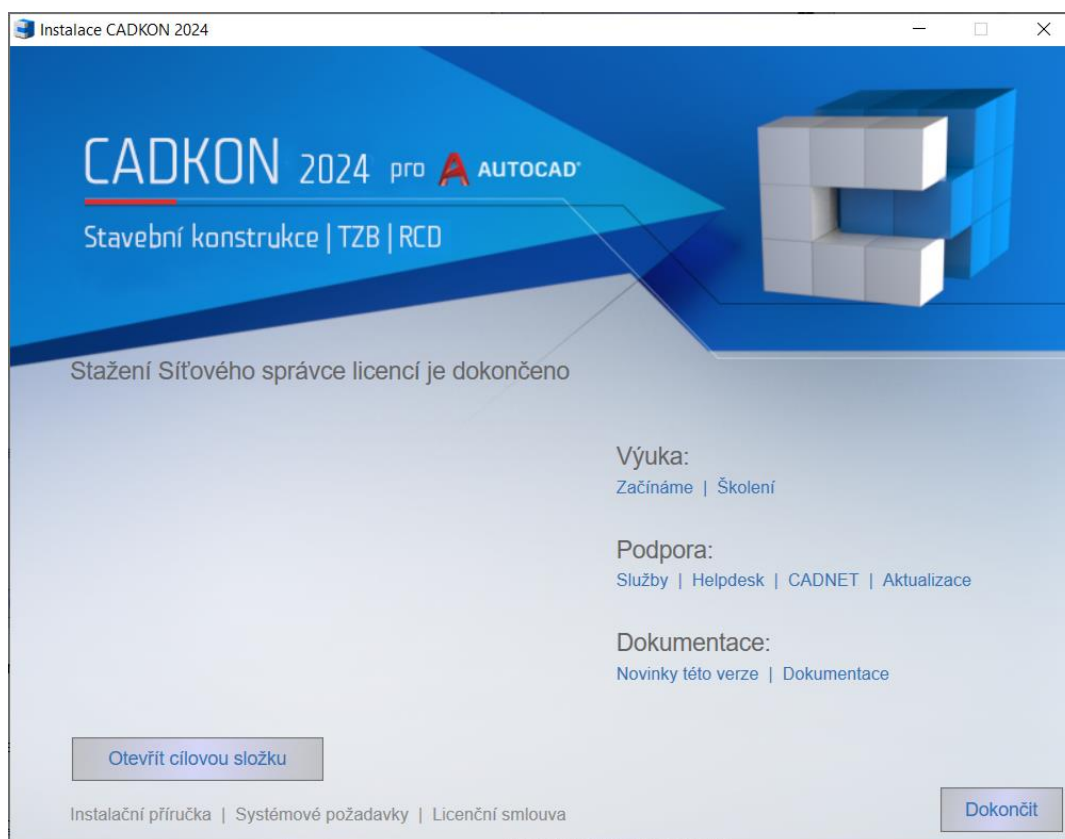 Instalace CADKON 2024
CADKON 2024 pro A AUTOCAD®
Stavební konstrukce | TZB | RCD
Stažení Síťového správce licencí je dokončeno
Výuka:
Začínáme | Školení
Podpora:
Služby | Helpdesk | CADNET | Aktualizace
Dokumentace:
Novinky této verze | Dokumentace
Otevřít cílovou složku
Instalační příručka | Systémové požadavky | Licenční smlouva
Dokončit